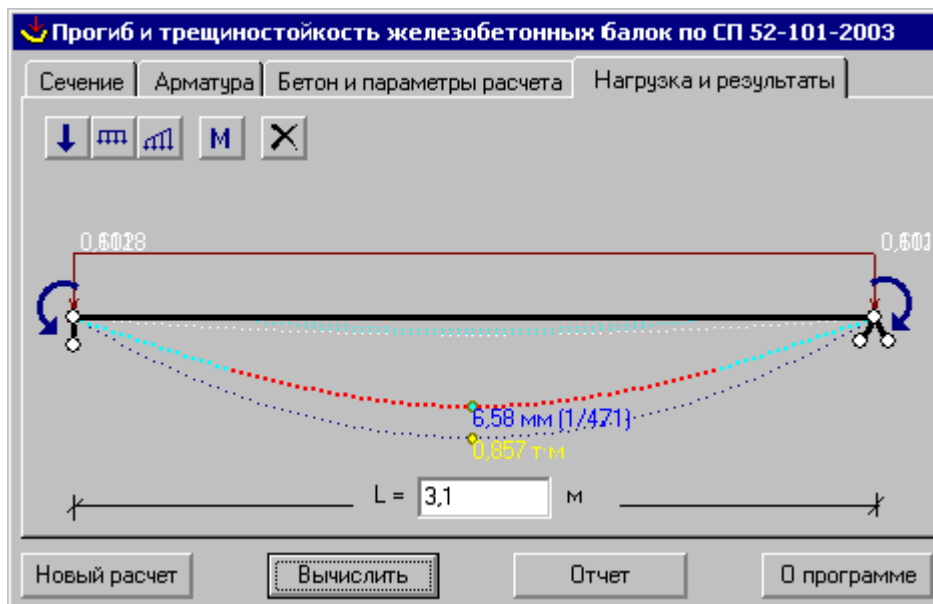 Прогиб и трещиностойкость железобетонных балок по СП 52-101-2003
Сечение Арматура Бетон и параметры расчета Нагрузка и результаты
М
6,58 мм (1/471)
0,857 т·м
L = 3,1 м
Новый расчет Вычислить Отчет О программе